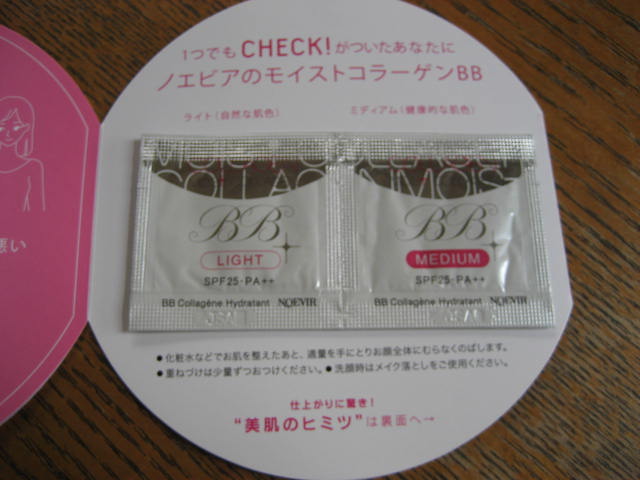 1つでもCHECK!がついたあなたに
ノエビアのモイストコラーゲンBB
ライト(自然な肌色)
ミディアム(健康的な肌色)
MOIST COLLAGEN
COLLAGENMOIS
BB
LIGHT
SPF25・PA++
BB Collagène Hydratant NOEVIR
BB
MEDIUM
SPF25・PA++
BB Collagène Hydratant NOEVIR
●化粧水などでお肌を整えたあと、適量を手にとりお顔全体にむらなくのばします。
●重ねづけは少量ずつおつけください。●洗顔時はメイク落としをご使用ください。
仕上がりに驚き!
“美肌のヒミツ”は裏面へ→
悪い